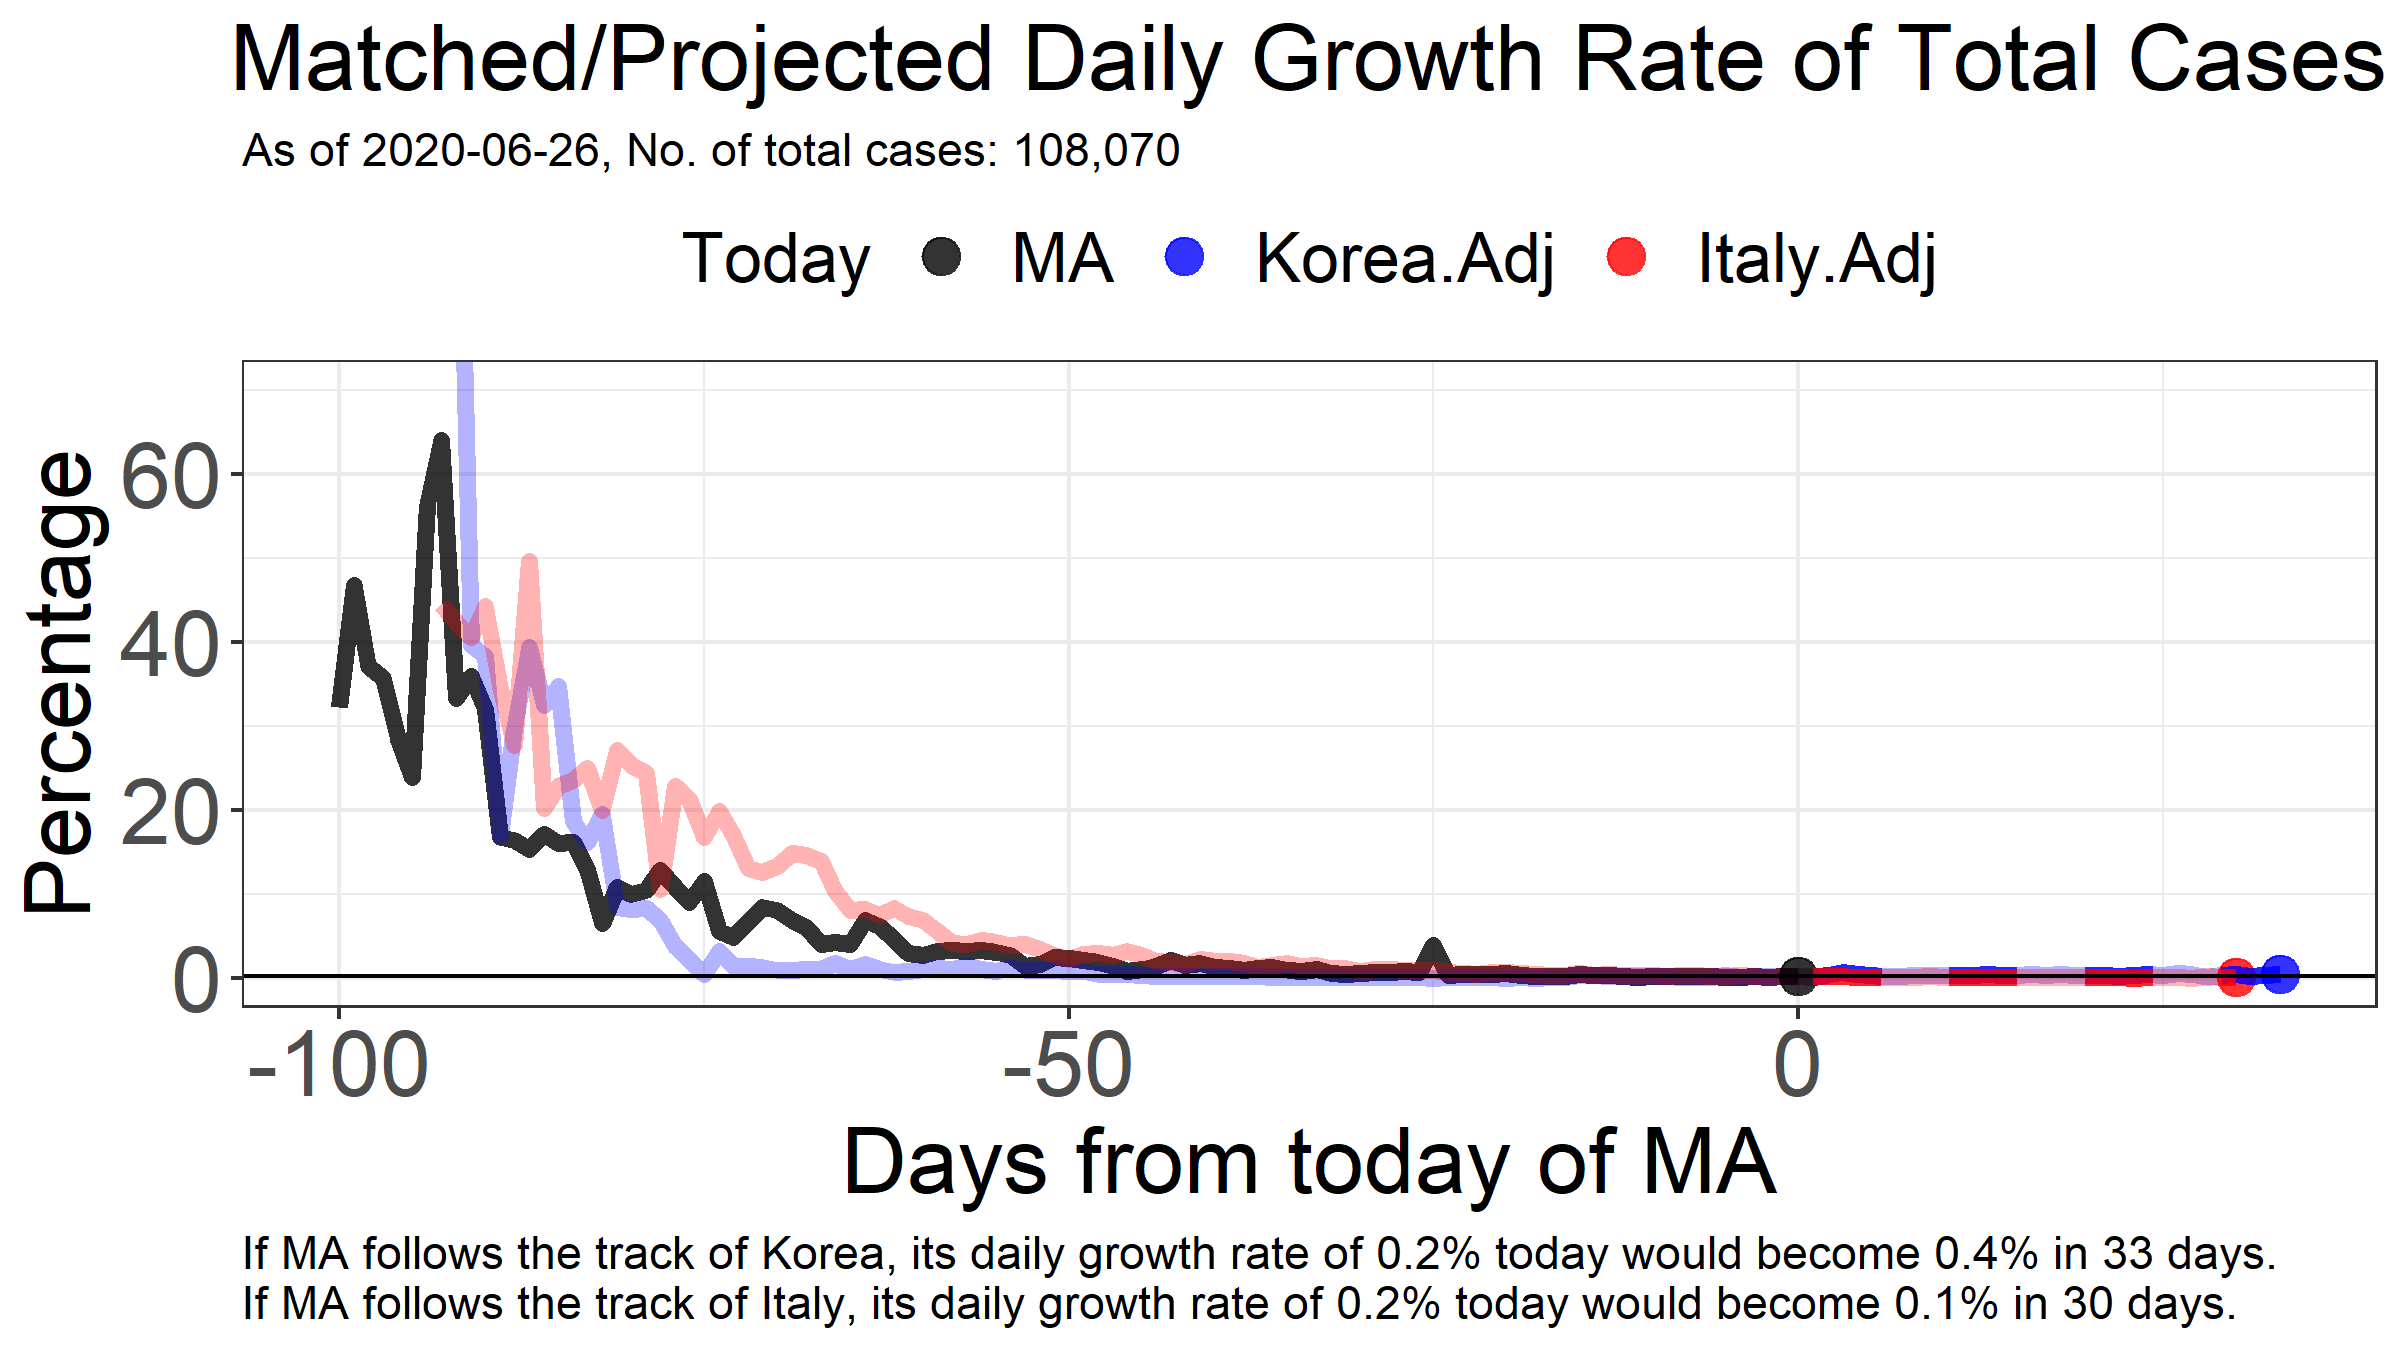 Matched/Projected Daily Growth Rate of Total Cases
As of 2020-06-26, No. of total cases: 108,070
Today MA Korea.Adj Italy.Adj
Percentage
60
40
20
0
-100 -50 0
Days from today of MA
If MA follows the track of Korea, its daily growth rate of 0.2% today would become 0.4% in 33 days.
If MA follows the track of Italy, its daily growth rate of 0.2% today would become 0.1% in 30 days.